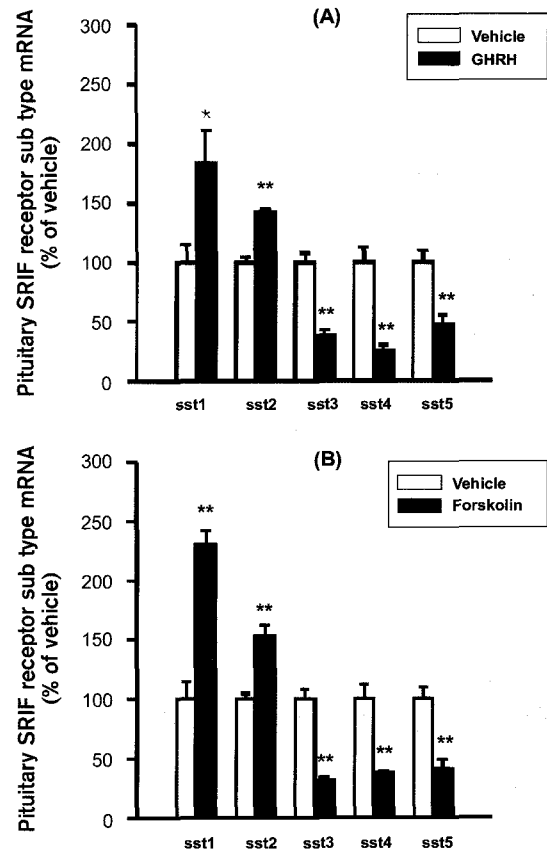 (A)
Vehicle
GHRH
Pituitary SRIF receptor sub type mRNA
(% of vehicle)
300
250
200
150
100
50
0
*
**
**
**
**
sst1 sst2 sst3 sst4 sst5
(B)
Vehicle
Forskolin
Pituitary SRIF receptor sub type mRNA
(% of vehicle)
300
250
200
150
100
50
0
**
**
**
**
**
sst1 sst2 sst3 sst4 sst5